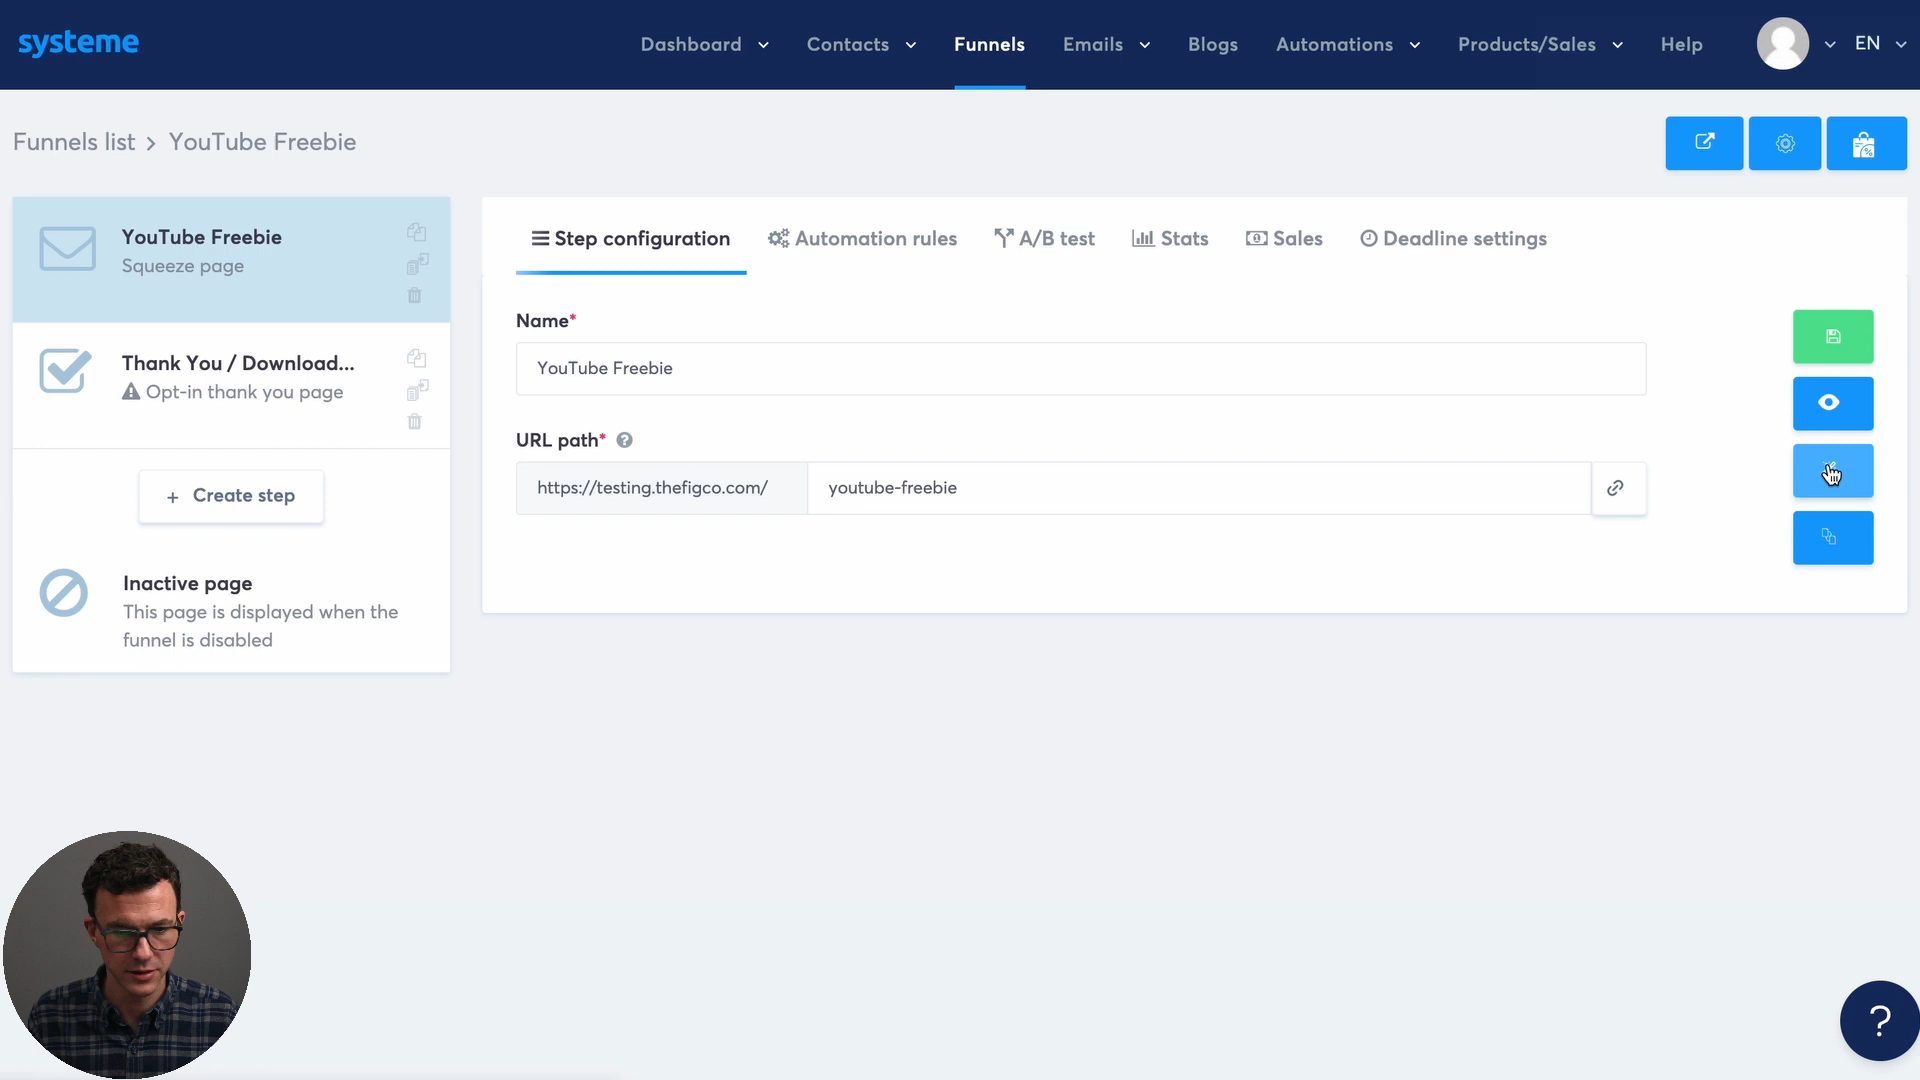 systeme
Dashboard
Contacts
Funnels
Emails
Blogs
Automations
Products/Sales
Help
EN
Funnels list > YouTube Freebie
YouTube Freebie
Squeeze page
Thank You / Download...
Opt-in thank you page
+ Create step
Inactive page
This page is displayed when the
funnel is disabled
Step configuration
Automation rules
A/B test
Stats
Sales
Deadline settings
Name*
YouTube Freebie
URL path* ?
https://testing.thefigco.com/
youtube-freebie
?